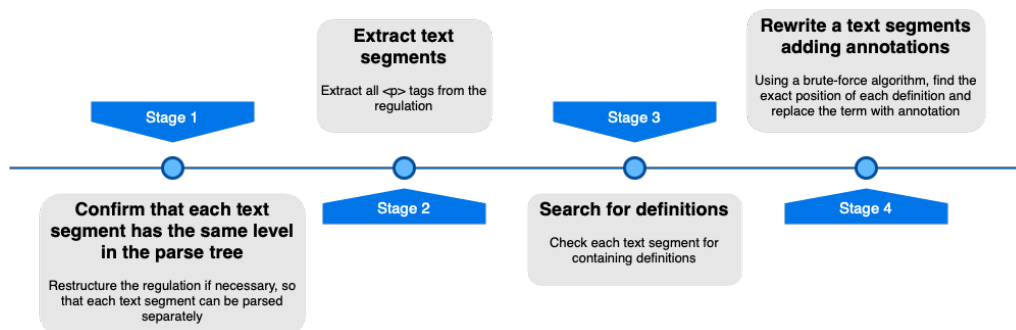 Stage 1
Confirm that each text
segment has the same level
in the parse tree
Restructure the regulation if necessary, so
that each text segment can be parsed
separately
Extract text
segments
Extract all <p> tags from the
regulation
Stage 2
Stage 3
Search for definitions
Check each text segment for
containing definitions
Rewrite a text segments
adding annotations
Using a brute-force algorithm, find the
exact position of each definition and
replace the term with annotation
Stage 4